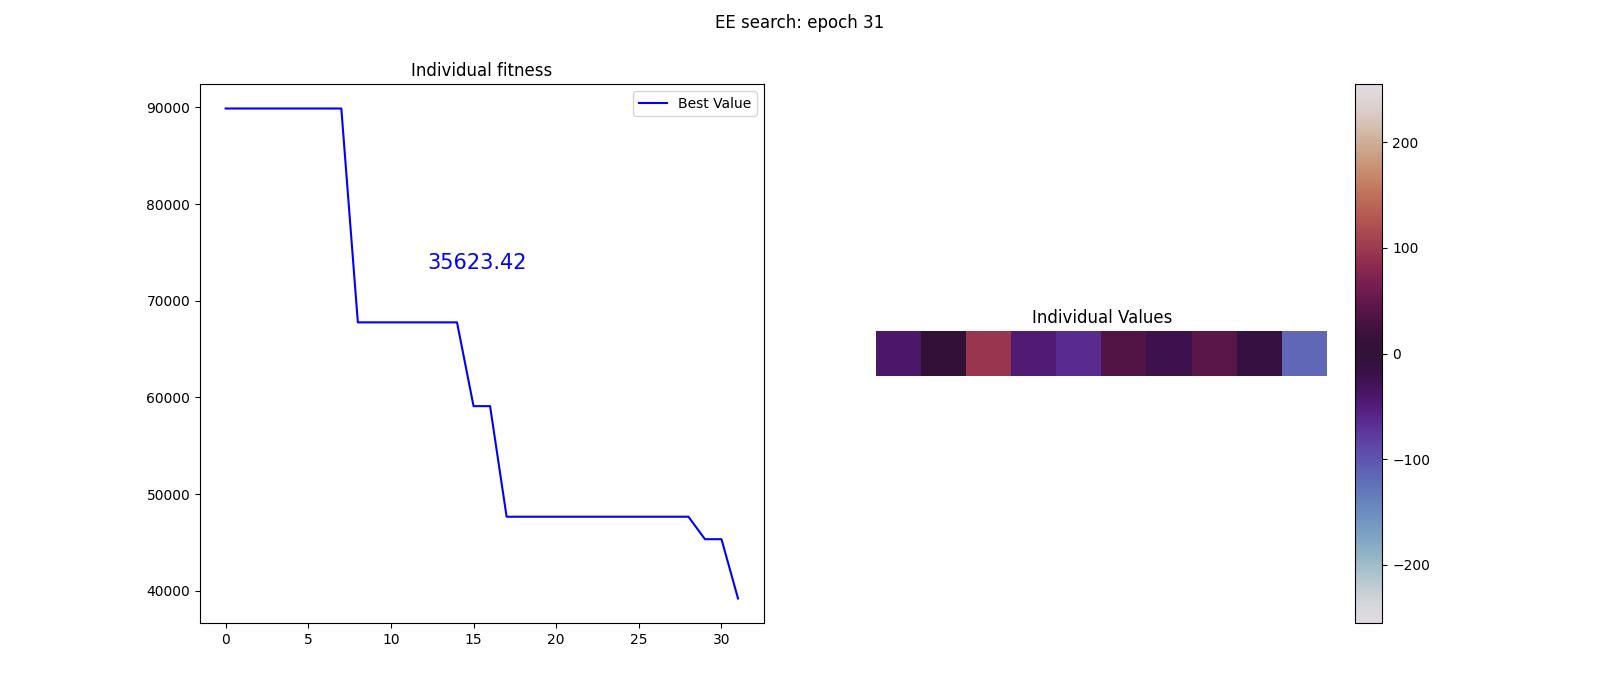 EE search: epoch 31
Individual fitness
Best Value
35623.42
90000
80000
70000
60000
50000
40000
0 5 10 15 20 25 30
Individual Values
200
100
0
−100
−200